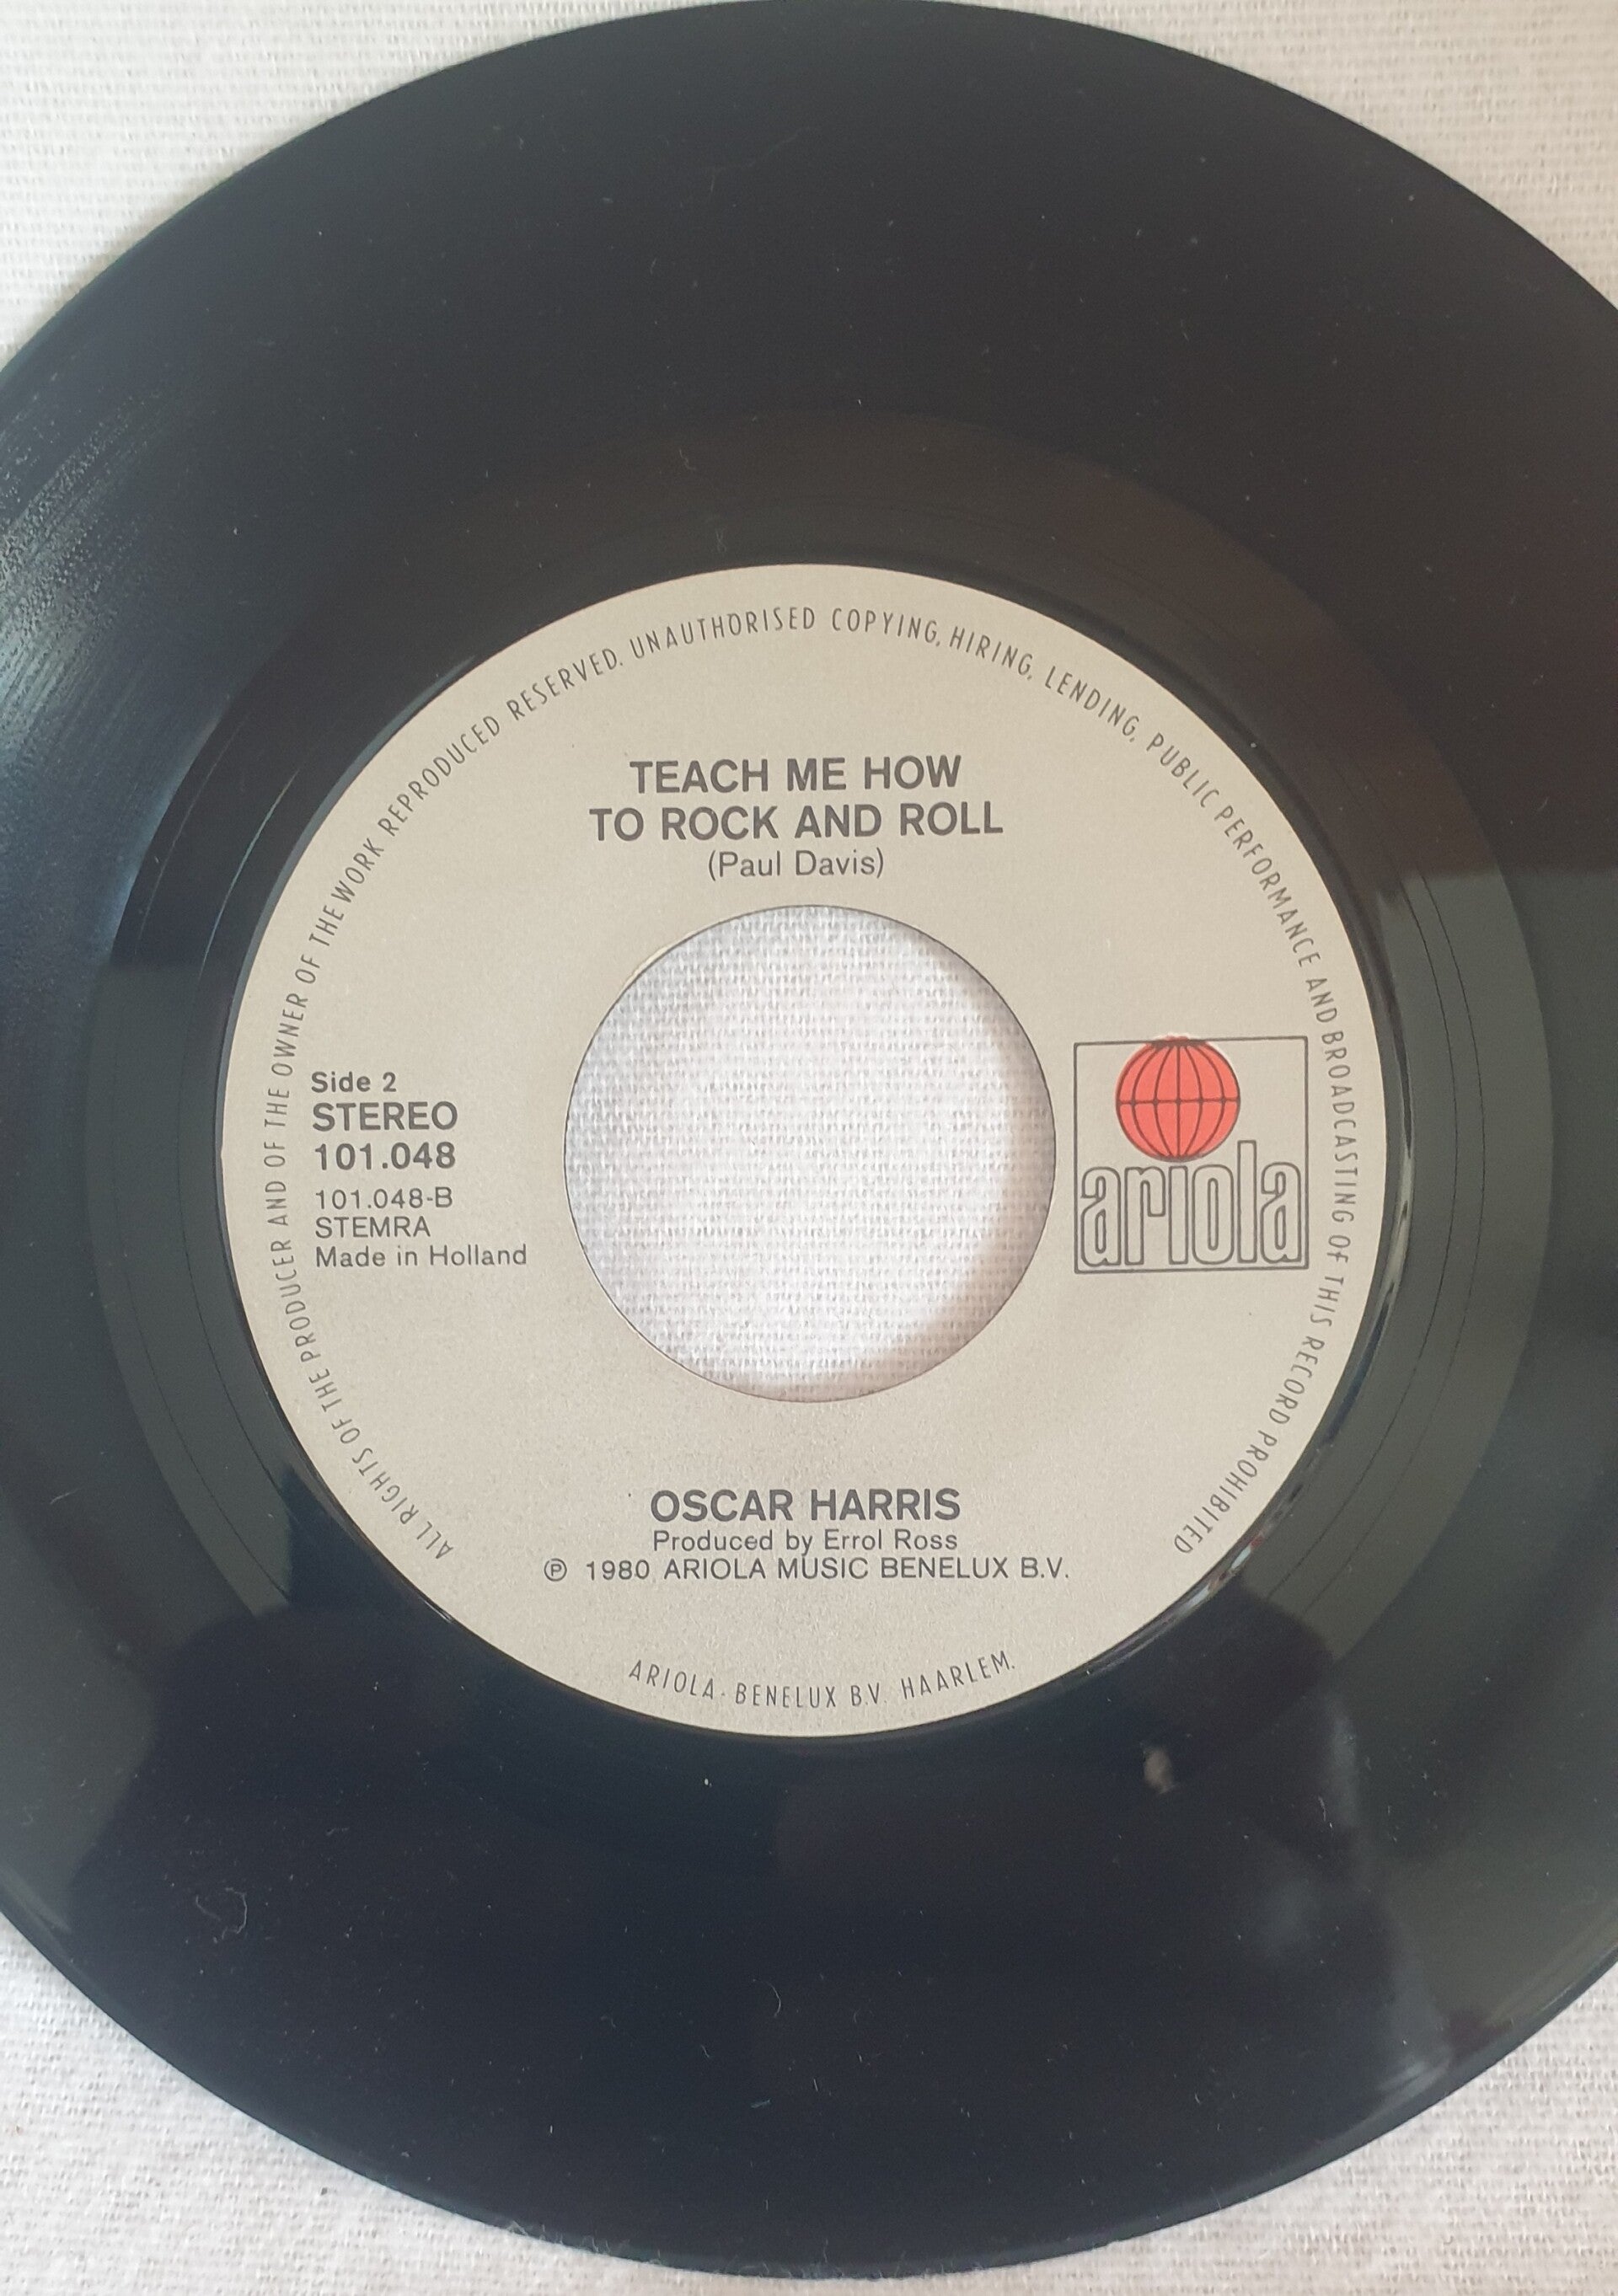 ALL RIGHTS OF THE PRODUCER AND OF THE OWNER OF THE WORK REPRODUCED RESERVED. UNAUTHORISED COPYING, HIRING, LENDING, PUBLIC PERFORMANCE AND BROADCASTING OF THIS RECORD PROHIBITED
TEACH ME HOW
TO ROCK AND ROLL
(Paul Davis)
Side 2
STEREO
101.048
101.048-B
STEMRA
Made in Holland
ariola
OSCAR HARRIS
Produced by Errol Ross
℗ 1980 ARIOLA MUSIC BENELUX B.V.
ARIOLA - BENELUX B.V. HAARLEM.